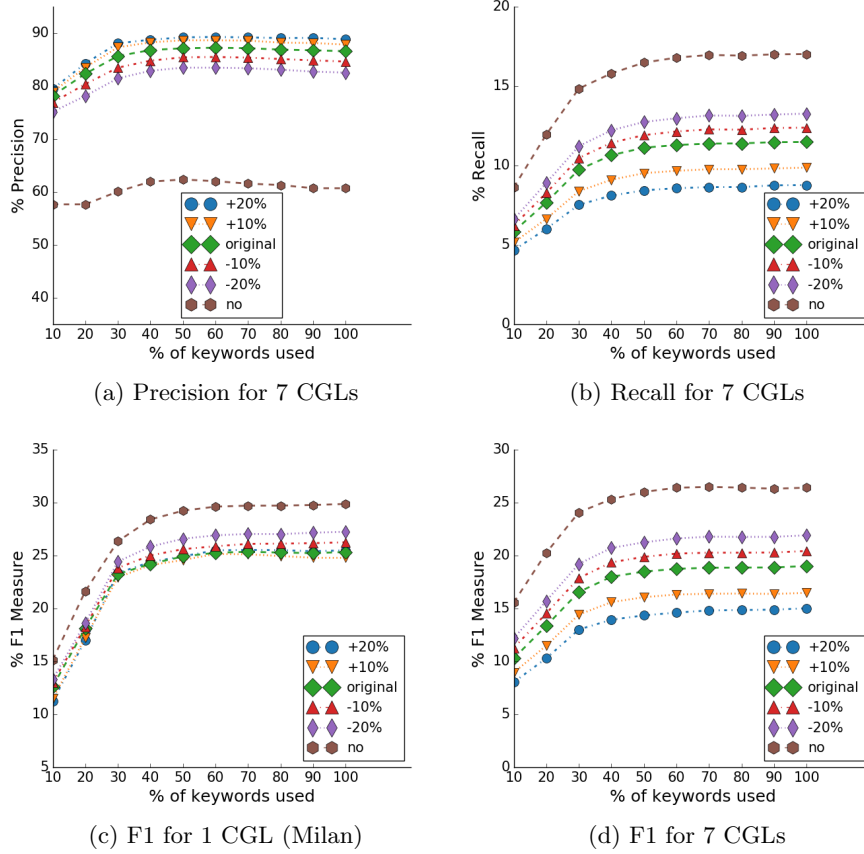 90
80
70
60
50
40
% Precision
+20%
+10%
original
-10%
-20%
no
10 20 30 40 50 60 70 80 90 100
% of keywords used
(a) Precision for 7 CGLs
20
15
10
5
0
% Recall
+20%
+10%
original
-10%
-20%
no
10 20 30 40 50 60 70 80 90 100
% of keywords used
(b) Recall for 7 CGLs
35
30
25
20
15
10
5
% F1 Measure
+20%
+10%
original
-10%
-20%
no
10 20 30 40 50 60 70 80 90 100
% of keywords used
(c) F1 for 1 CGL (Milan)
30
25
20
15
10
5
0
% F1 Measure
+20%
+10%
original
-10%
-20%
no
10 20 30 40 50 60 70 80 90 100
% of keywords used
(d) F1 for 7 CGLs